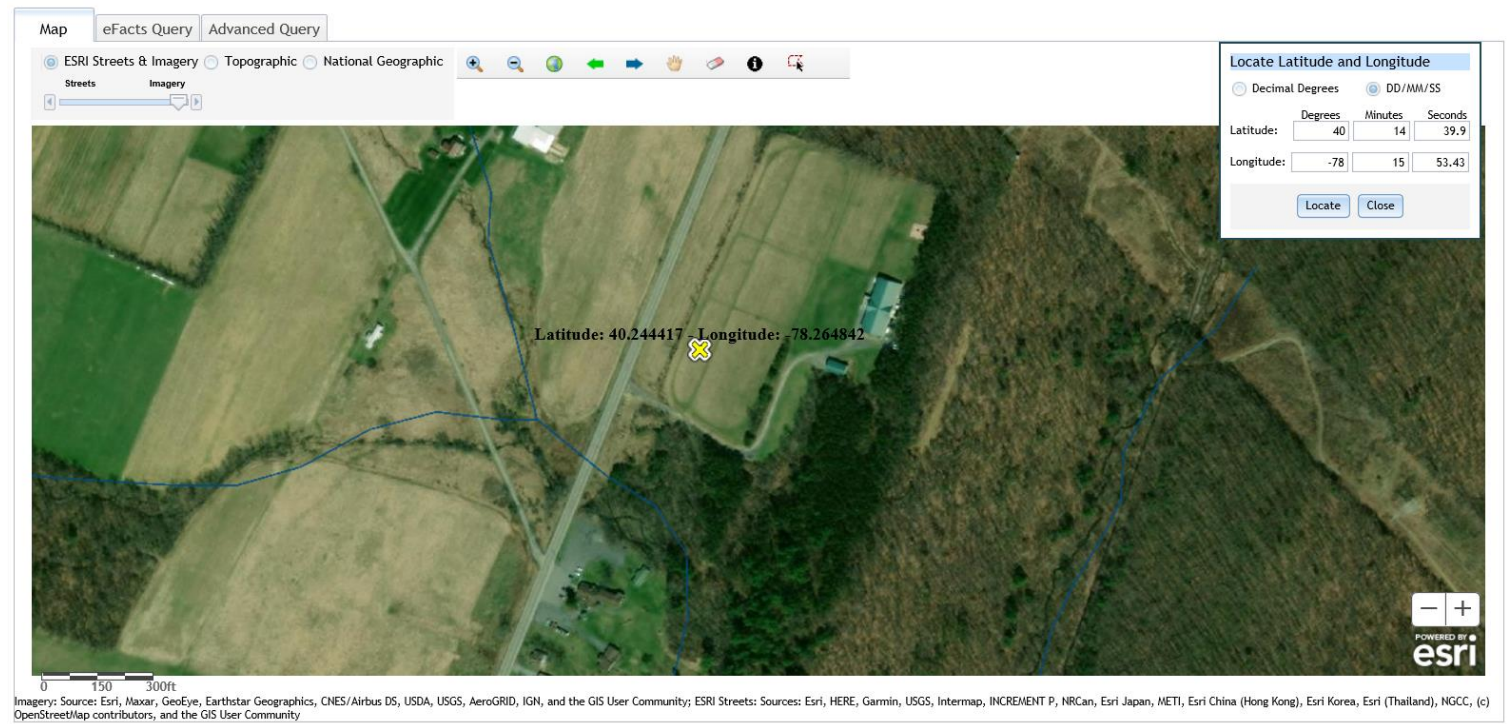 Map eFacts Query Advanced Query
ESRI Streets & Imagery Topographic National Geographic
Streets Imagery
Locate Latitude and Longitude
Decimal Degrees DD/MM/SS
Degrees Minutes Seconds
Latitude: 40 14 39.9
Longitude: -78 15 53.43
Locate Close
Latitude: 40.244417 - Longitude: -78.264842
POWERED BY
esri
0 150 300ft
Imagery: Source: Esri, Maxar, GeoEye, Earthstar Geographics, CNES/Airbus DS, USDA, USGS, AeroGRID, IGN, and the GIS User Community; ESRI Streets: Sources: Esri, HERE, Garmin, USGS, Intermap, INCREMENT P, NRCan, Esri Japan, METI, Esri China (Hong Kong), Esri Korea, Esri (Thailand), NGCC, (c)
OpenStreetMap contributors, and the GIS User Community